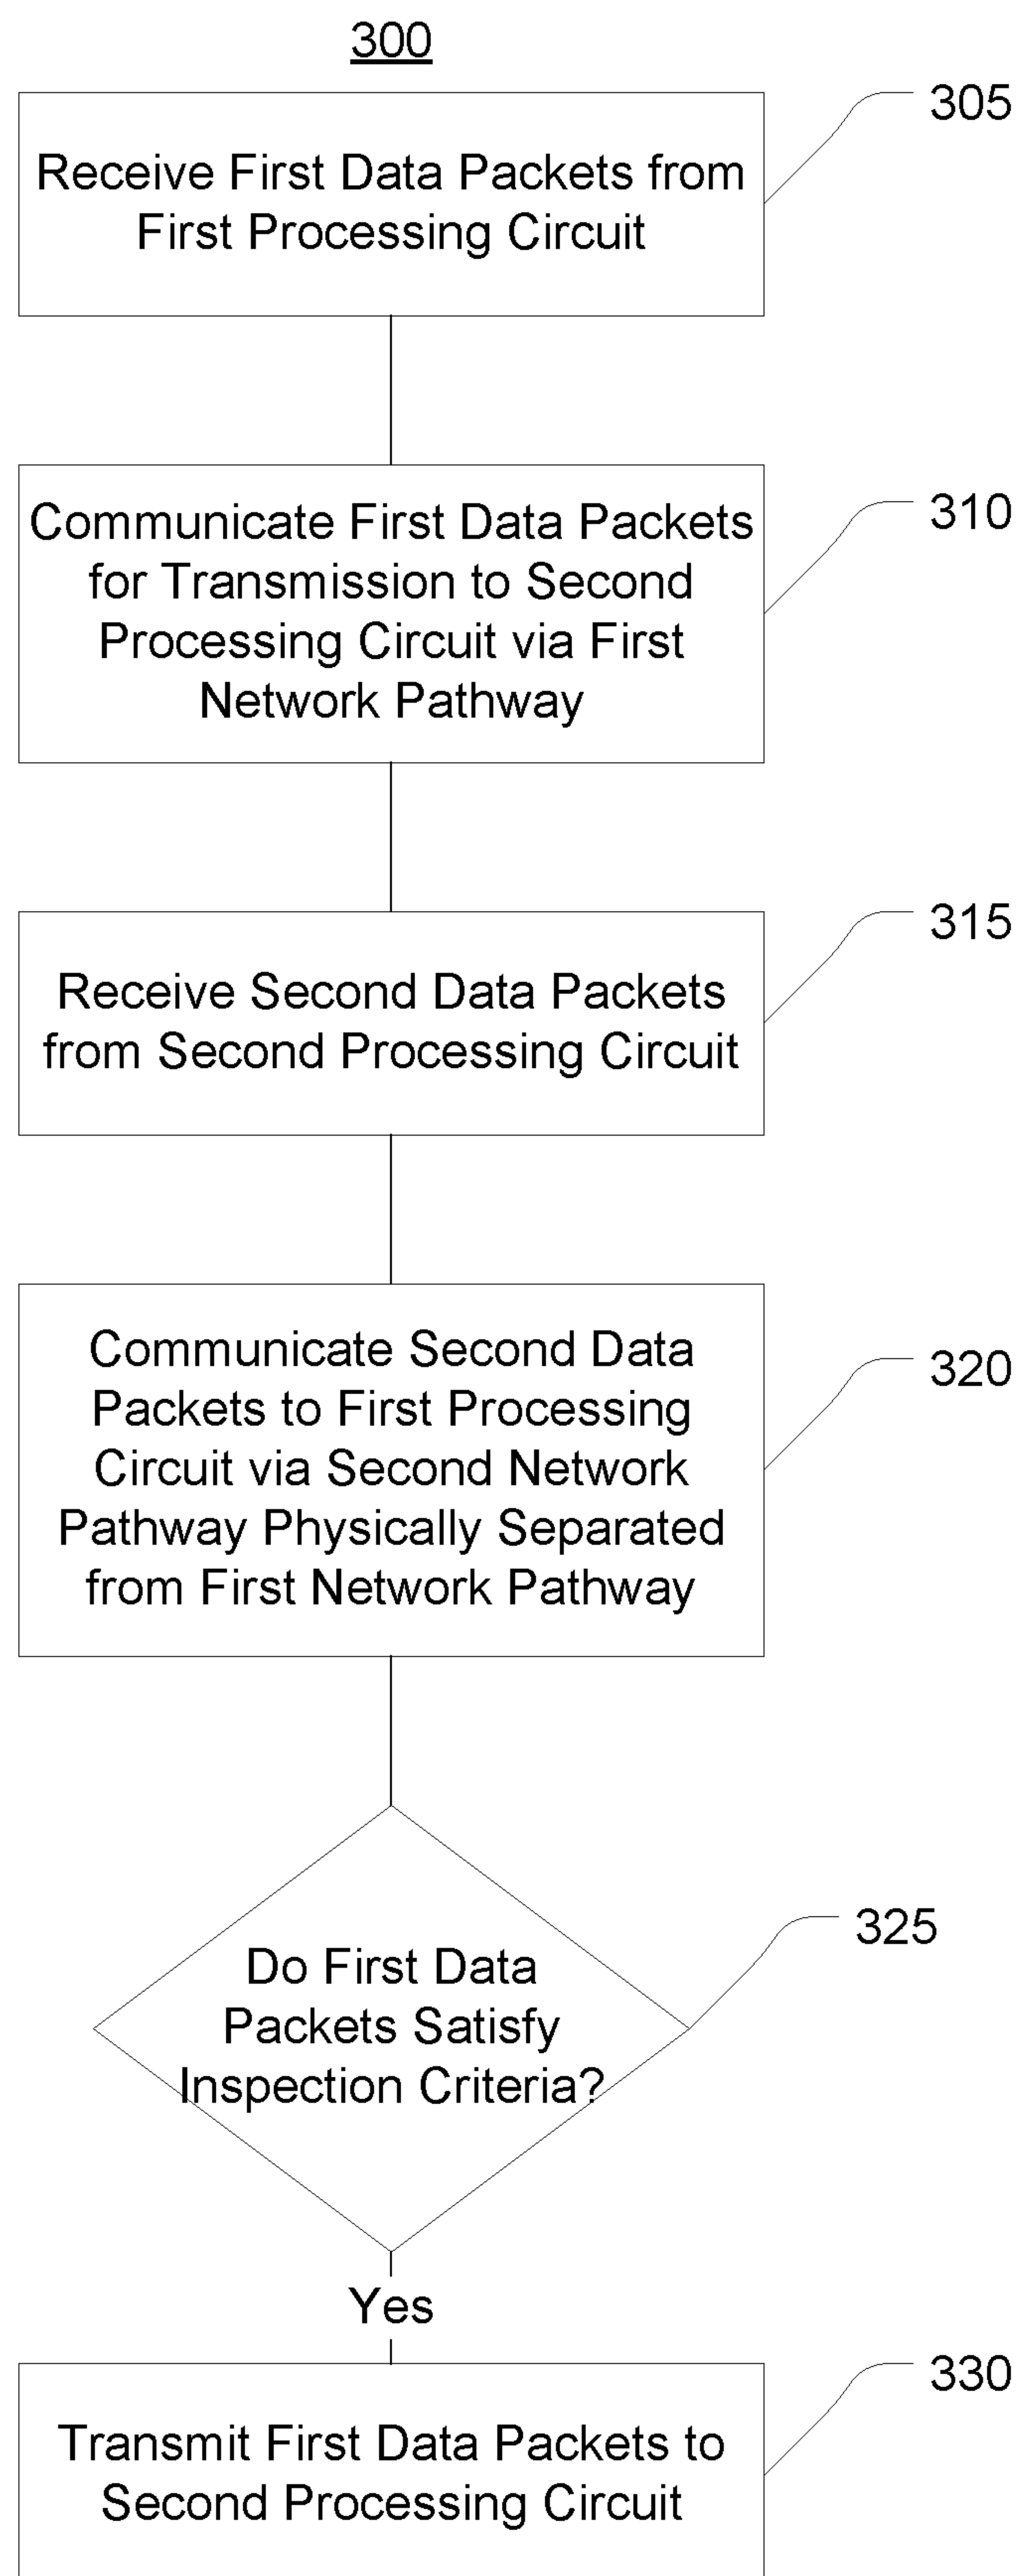 300
305
Receive First Data Packets from
First Processing Circuit
310
Communicate First Data Packets
for Transmission to Second
Processing Circuit via First
Network Pathway
315
Receive Second Data Packets
from Second Processing Circuit
320
Communicate Second Data
Packets to First Processing
Circuit via Second Network
Pathway Physically Separated
from First Network Pathway
325
Do First Data
Packets Satisfy
Inspection Criteria?
Yes
330
Transmit First Data Packets to
Second Processing Circuit